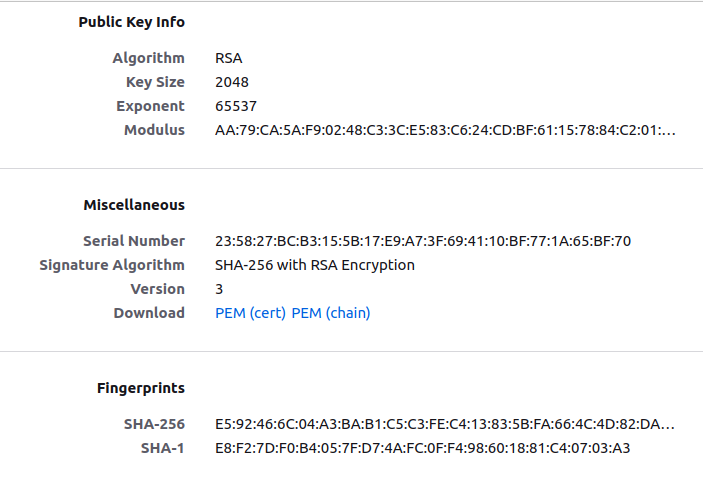 Public Key Info
Algorithm RSA
Key Size 2048
Exponent 65537
Modulus AA:79:CA:5A:F9:02:48:C3:3C:E5:83:C6:24:CD:BF:61:15:78:84:C2:01:…
Miscellaneous
Serial Number 23:58:27:BC:B3:15:5B:17:E9:A7:3F:69:41:10:BF:77:1A:65:BF:70
Signature Algorithm SHA-256 with RSA Encryption
Version 3
Download PEM (cert) PEM (chain)
Fingerprints
SHA-256 E5:92:46:6C:04:A3:BA:B1:C5:C3:FE:C4:13:83:5B:FA:66:4C:4D:82:DA…
SHA-1 E8:F2:7D:F0:B4:05:7F:D7:4A:FC:0F:F4:98:60:18:81:C4:07:03:A3